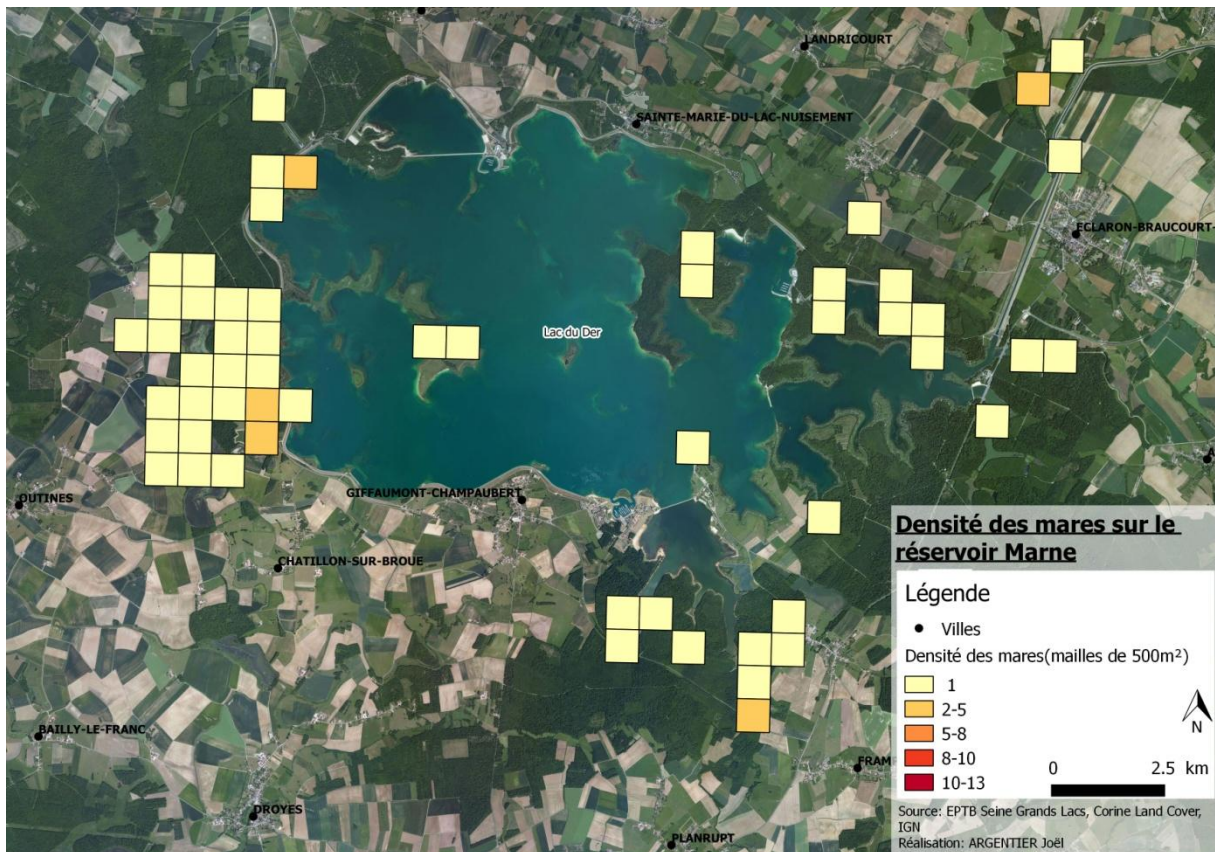 LANDRICOURT
SAINTE-MARIE-DU-LAC-NUISEMENT
ECLARON-BRAUCOURT-
Lac du Der
A
OUTINES
GIFFAUMONT-CHAMPAUBERT
CHATILLON-SUR-BROUE
BAILLY-LE-FRANC
FRAM
DROYES
PLANRUPT
Densité des mares sur le
réservoir Marne
Légende
Villes
Densité des mares(mailles de 500m²)
1
2-5
5-8
8-10
10-13
N
0 2.5 km
Source: EPTB Seine Grands Lacs, Corine Land Cover,
IGN
Réalisation: ARGENTIER Joël